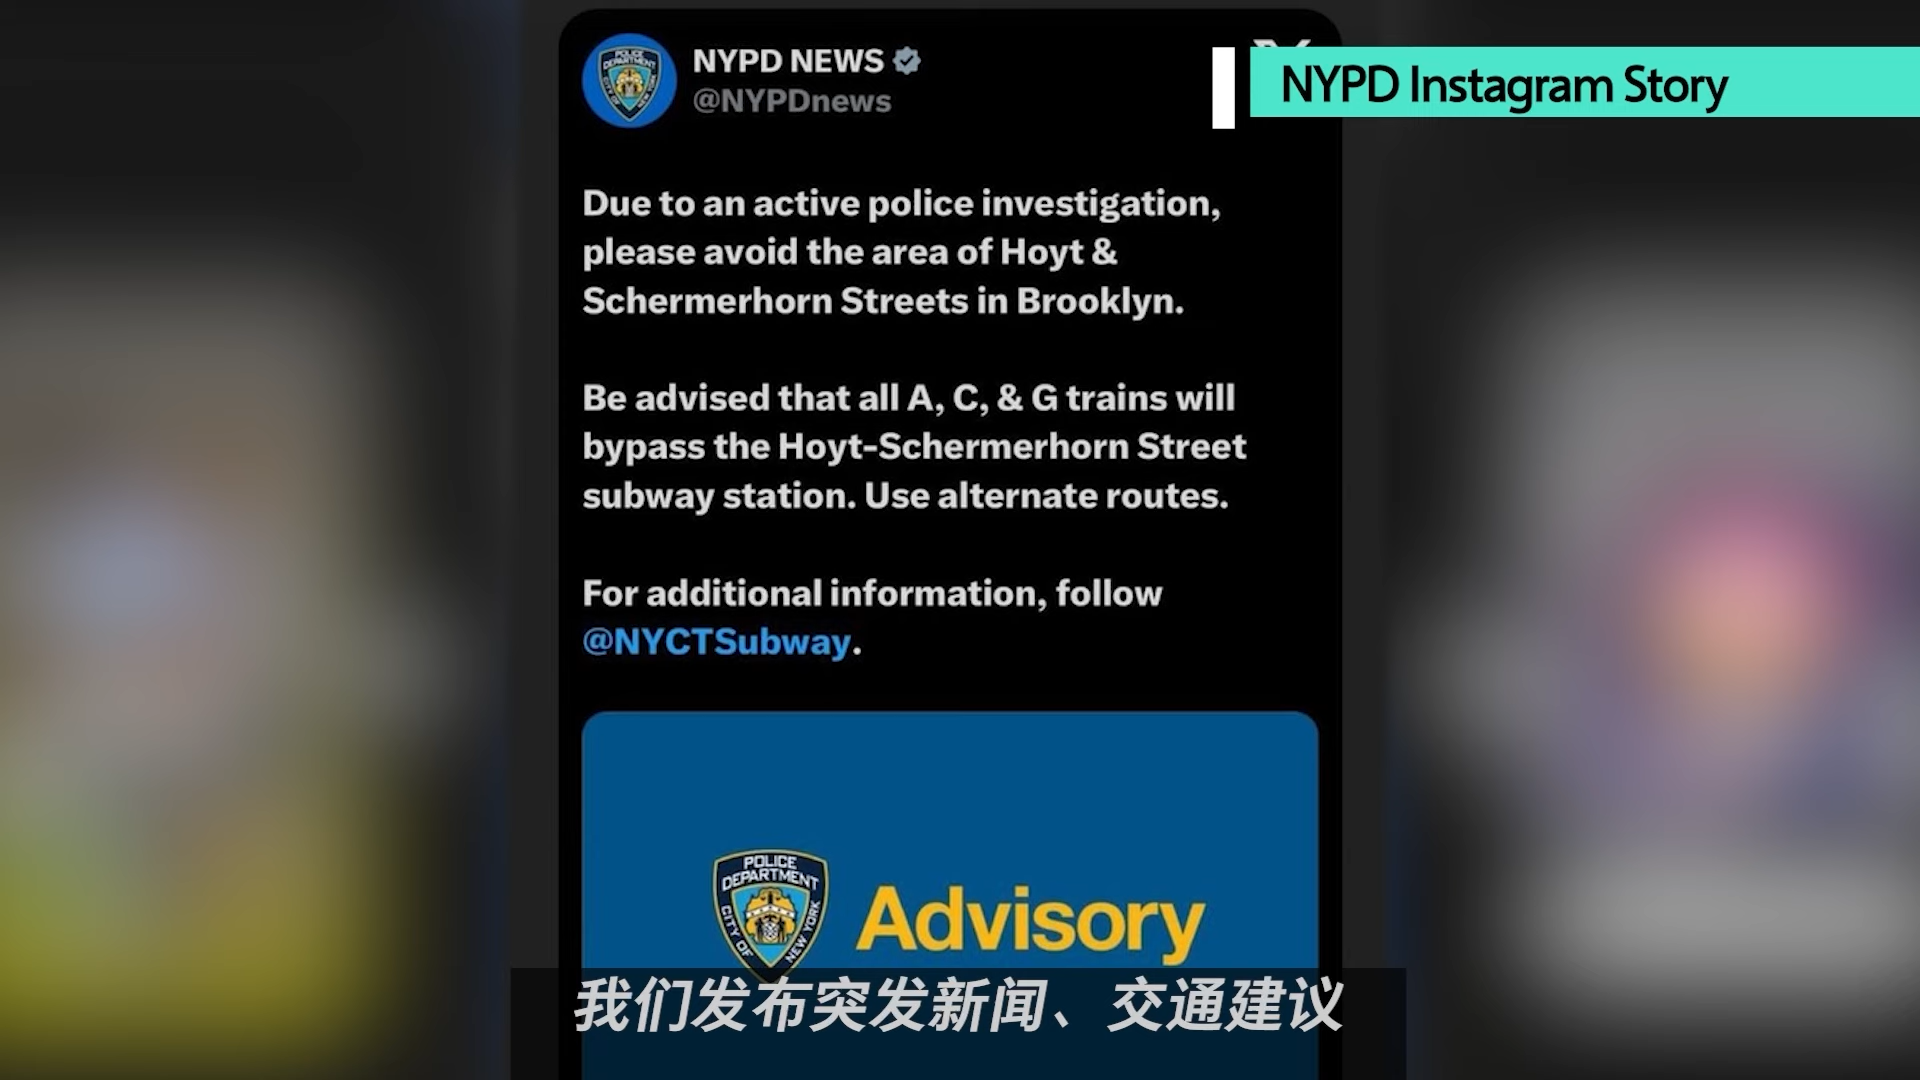 NYPD NEWS
@NYPDnews
NYPD Instagram Story
Due to an active police investigation,
please avoid the area of Hoyt &
Schermerhorn Streets in Brooklyn.
Be advised that all A, C, & G trains will
bypass the Hoyt-Schermerhorn Street
subway station. Use alternate routes.
For additional information, follow
@NYCTSubway.
POLICE
DEPARTMENT
CITY OF
NEW YORK
Advisory
我们发布突发新闻、交通建议